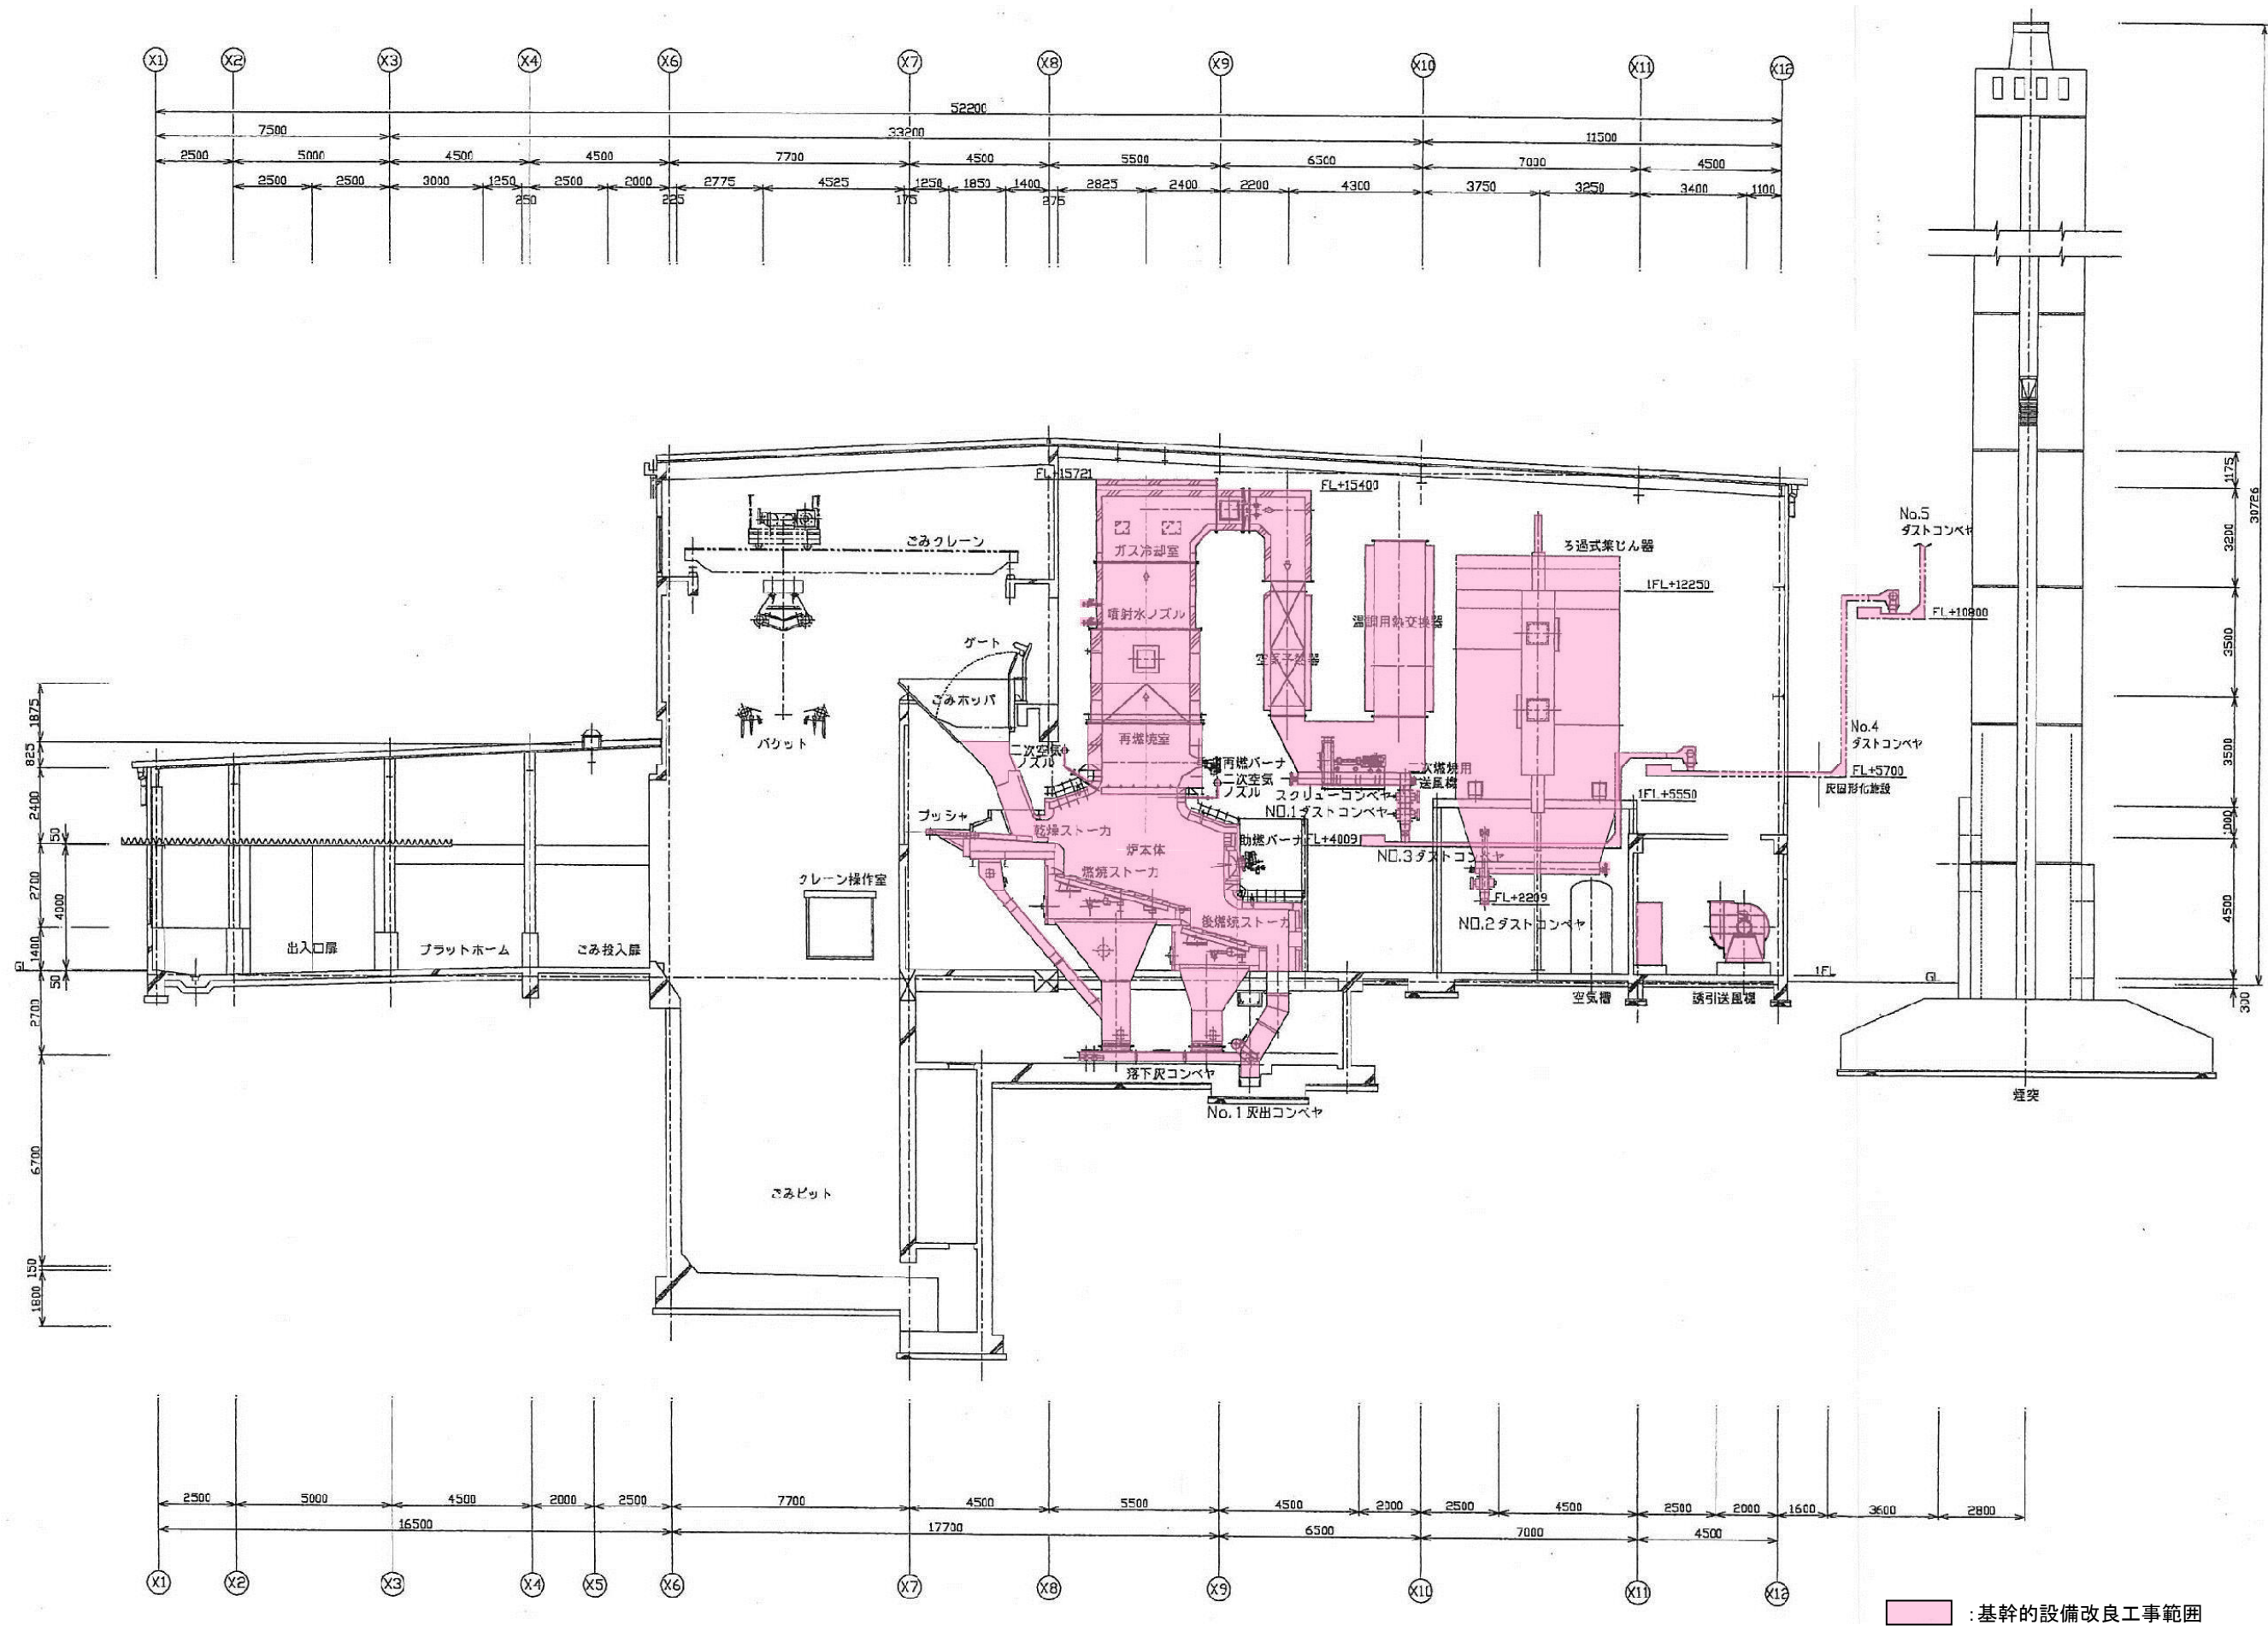 X1 X2 X3 X4 X6 X7 X8 X9 X10 X11 X12
52200
7500 33200 11500
2500 5000 4500 4500 7700 4500 5500 6500 7000 4500
2500 2500 3000 1250 2500 2000 2775 4525 1250 1850 1400 2825 2400 2200 4300 3750 3250 3400 1100
250 225 175 275
FL+15721
FL+15400
ごみクレーン
ガス冷却室
ろ過式集じん器
No.5
ダストコンベヤ
1FL+12250
噴射水ノズル
温調用熱交換器
FL+10800
ゲート
空気予熱器
ごみホッパ
バケット
再燃焼室
二次空気
ノズル
再燃バーナ
二次空気
ノズル
二次燃焼用
送風機
No.4
ダストコンベヤ
FL+5700
灰固形化施設
スクリューコンベヤ
NO.1ダストコンベヤ
1FL+5550
プッシャ
乾燥ストーカ
炉本体
助燃バーナ
FL+4009
NO.3ダストコンベヤ
燃焼ストーカ
クレーン操作室
FL+2209
後燃焼ストーカ
NO.2ダストコンベヤ
出入口扉
プラットホーム
ごみ投入扉
GL
1FL
GL
空気槽
誘引送風機
落下灰コンベヤ
No.1灰出コンベヤ
煙突
ごみピット
1875
825
2400
50
2700
4000
1400
50
2700
6700
150
1800
1175
30726
3200
3500
3500
1000
4500
300
2500 5000 4500 2000 2500 7700 4500 5500 4500 2000 2500 4500 2500 2000 1600 3600 2800
16500 17700 6500 7000 4500
X1 X2 X3 X4 X5 X6 X7 X8 X9 X10 X11 X12
：基幹的設備改良工事範囲